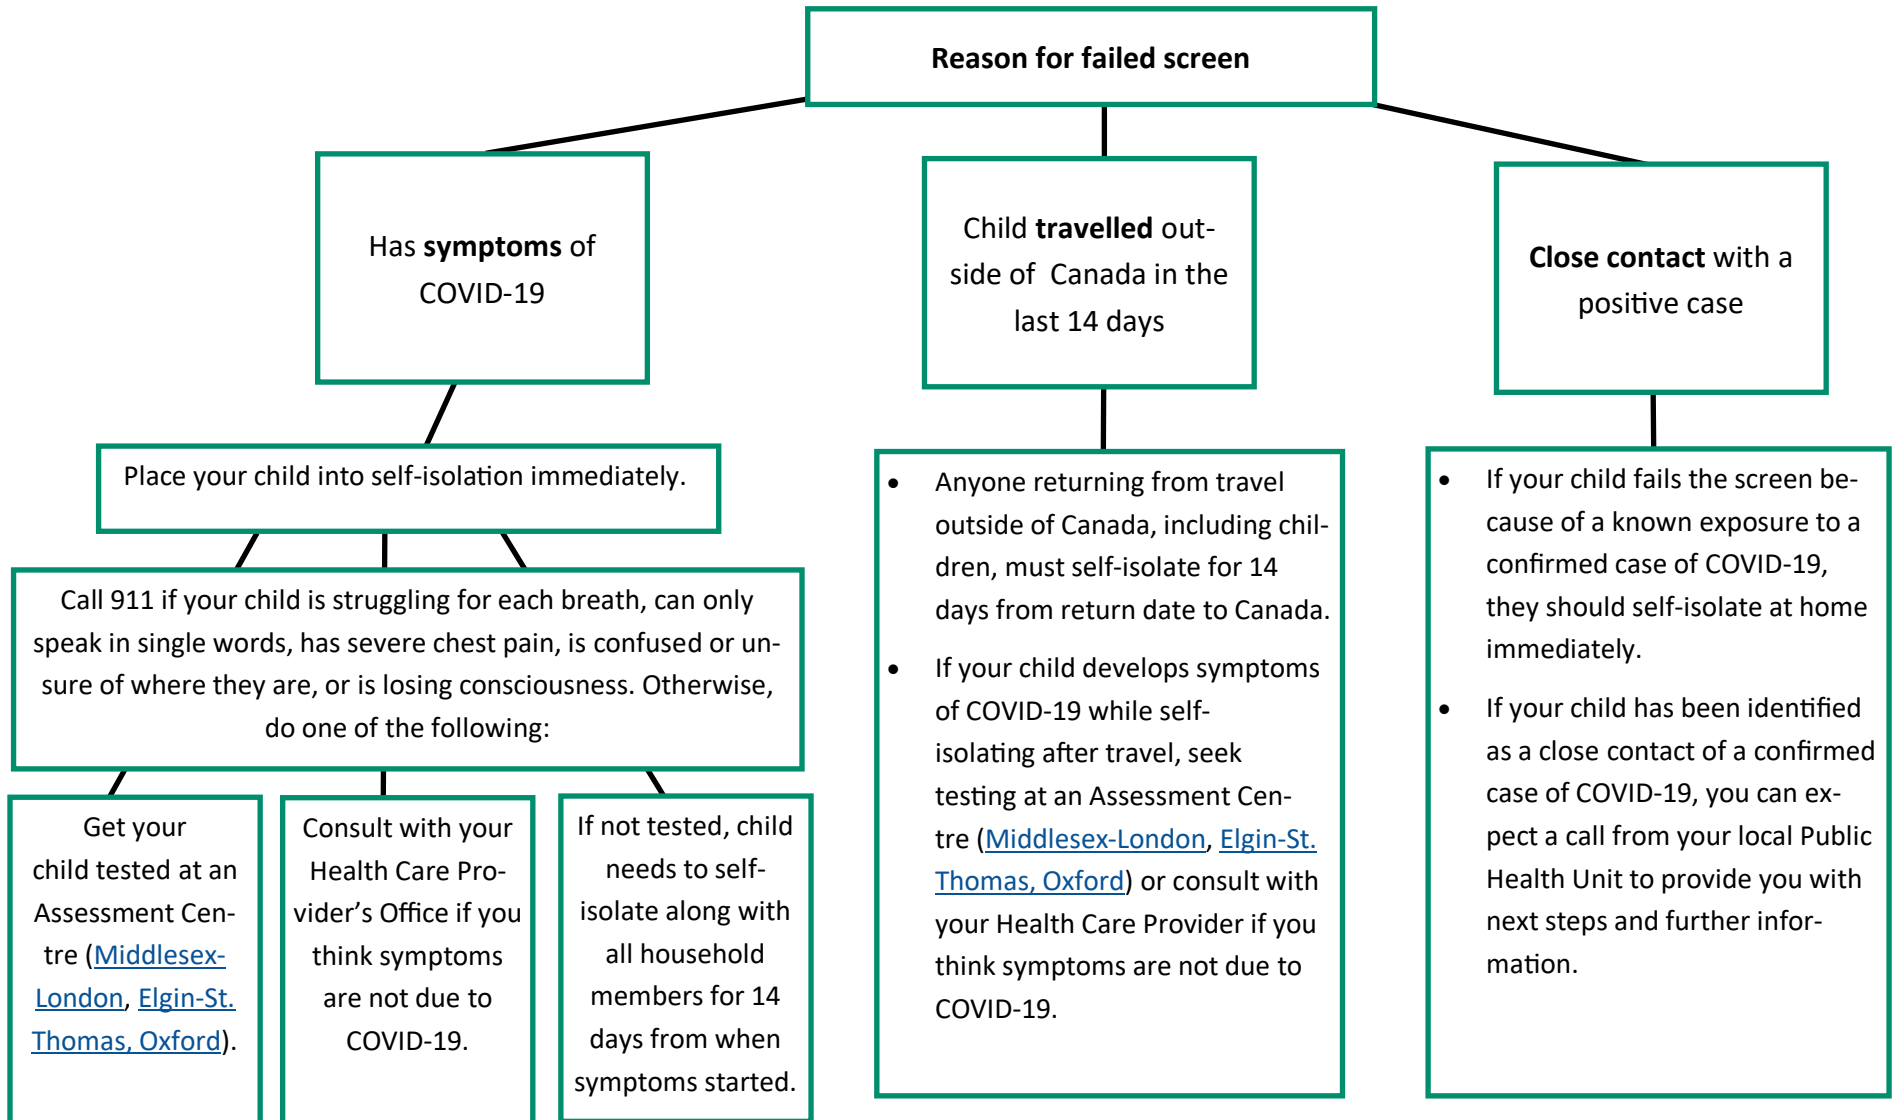 Reason for failed screen
Has symptoms of
COVID-19
Child travelled out-
side of Canada in the
last 14 days
Close contact with a
positive case
Place your child into self-isolation immediately.
Call 911 if your child is struggling for each breath, can only
speak in single words, has severe chest pain, is confused or un-
sure of where they are, or is losing consciousness. Otherwise,
do one of the following:
Get your
child tested at an
Assessment Cen-
tre (Middlesex-
London, Elgin-St.
Thomas, Oxford).
Consult with your
Health Care Pro-
vider’s Office if you
think symptoms
are not due to
COVID-19.
If not tested, child
needs to self-
isolate along with
all household
members for 14
days from when
symptoms started.
• Anyone returning from travel
outside of Canada, including chil-
dren, must self-isolate for 14
days from return date to Canada.
• If your child develops symptoms
of COVID-19 while self-
isolating after travel, seek
testing at an Assessment Cen-
tre (Middlesex-London, Elgin-St.
Thomas, Oxford) or consult with
your Health Care Provider if you
think symptoms are not due to
COVID-19.
• If your child fails the screen be-
cause of a known exposure to a
confirmed case of COVID-19,
they should self-isolate at home
immediately.
• If your child has been identified
as a close contact of a confirmed
case of COVID-19, you can ex-
pect a call from your local Public
Health Unit to provide you with
next steps and further infor-
mation.